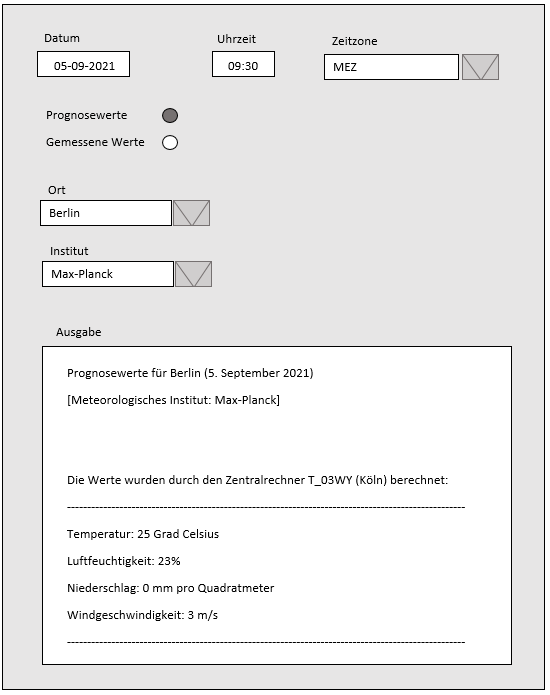 Datum
Uhrzeit
Zeitzone
05-09-2021
09:30
MEZ
Prognosewerte
Gemessene Werte
Ort
Berlin
Institut
Max-Planck
Ausgabe
Prognosewerte für Berlin (5. September 2021)
[Meteorologisches Institut: Max-Planck]
Die Werte wurden durch den Zentralrechner T_03WY (Köln) berechnet:
----------------------------------------------------------------------------------------------------
Temperatur: 25 Grad Celsius
Luftfeuchtigkeit: 23%
Niederschlag: 0 mm pro Quadratmeter
Windgeschwindigkeit: 3 m/s
----------------------------------------------------------------------------------------------------